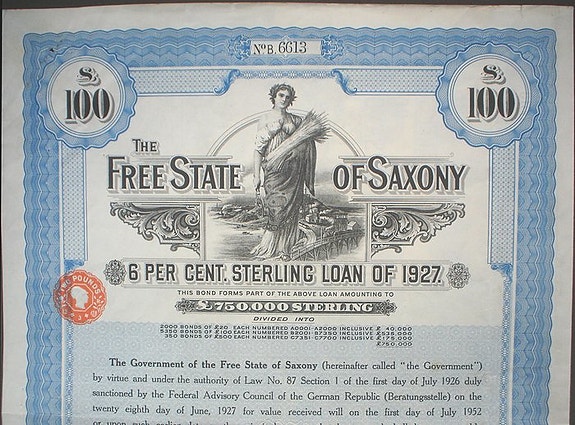 No B. 6613
£
100
£
100
THE
FREE STATE OF SAXONY
6 PER CENT. STERLING LOAN OF 1927.
THIS BOND FORMS PART OF THE ABOVE LOAN AMOUNTING TO
£750,000 STERLING
DIVIDED INTO
2000 BONDS OF £20 EACH NUMBERED A0001-A2000 INCLUSIVE £ 40,000
5350 BONDS OF £100 EACH NUMBERED B2001-B7350 INCLUSIVE £ 535,000
350 BONDS OF £500 EACH NUMBERED C7351-C7700 INCLUSIVE £ 175,000
£750,000
POUNDS
The Government of the Free State of Saxony (hereinafter called "the Government")
by virtue and under the authority of Law No. 87 Section 1 of the first day of July 1926 duly
sanctioned by the Federal Advisory Council of the German Republic (Beratungsstelle) on
the twenty eighth day of June, 1927 for value received will on the first day of July 1952
or upon such earlier